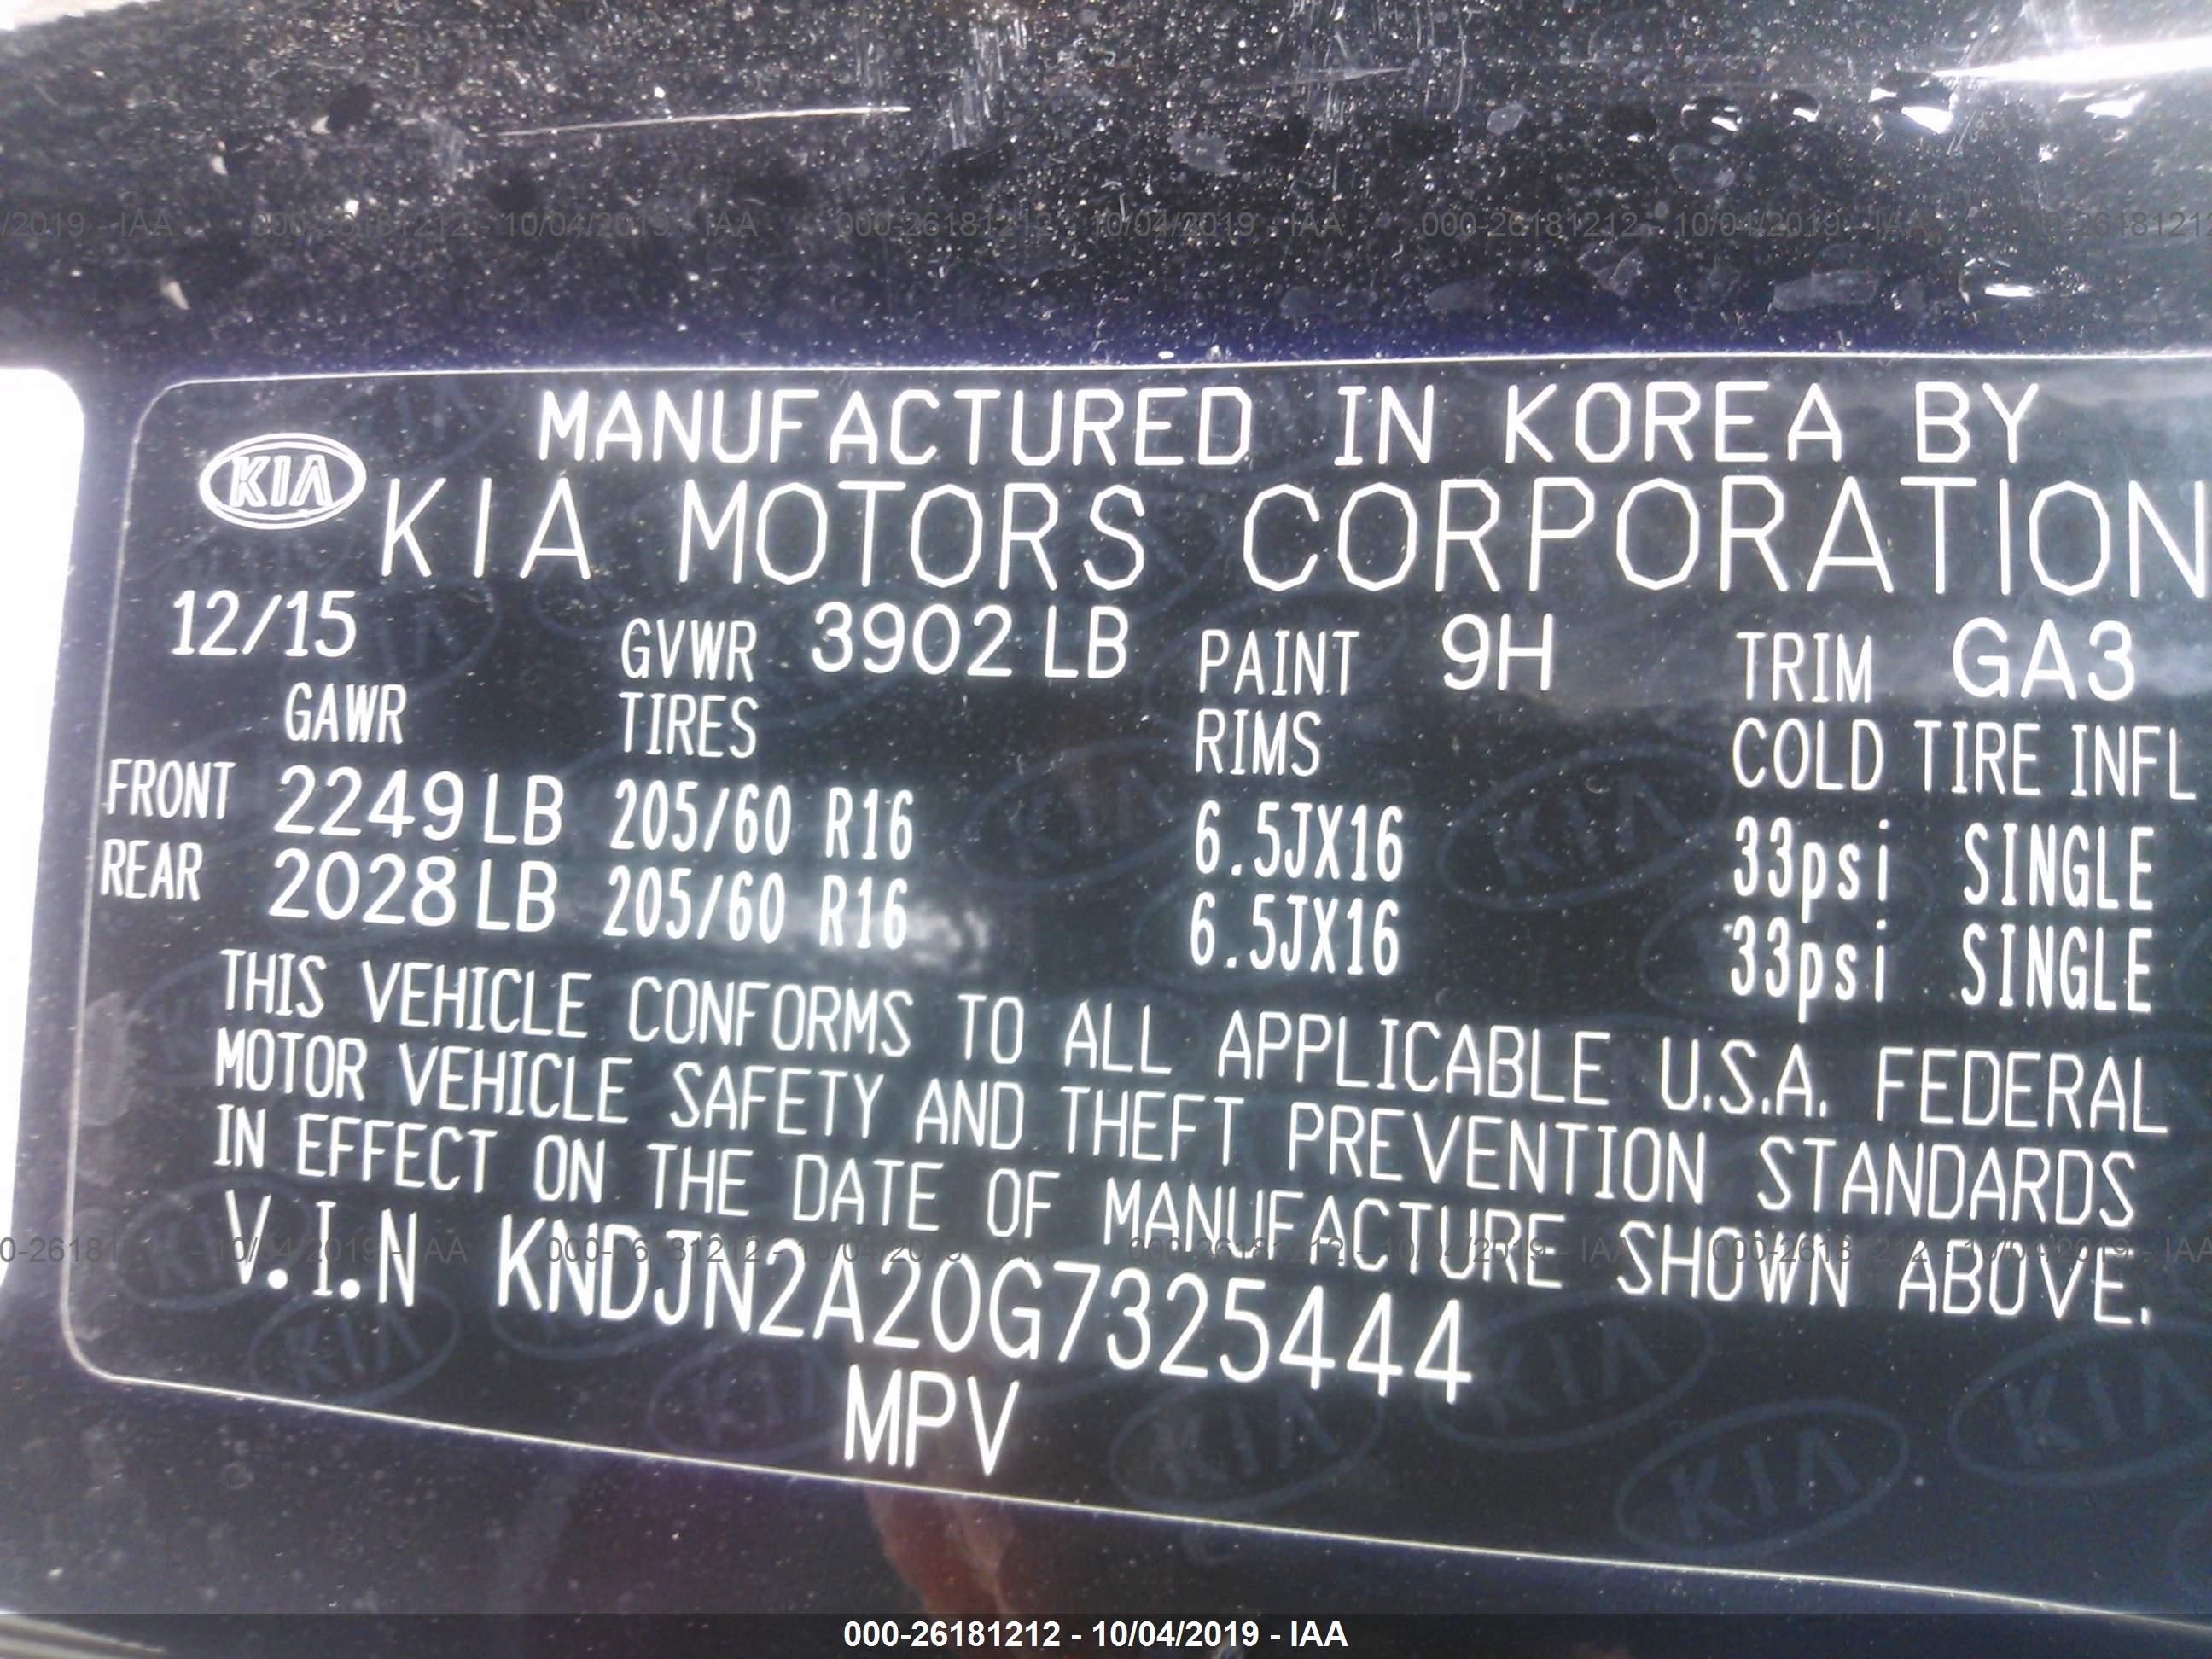 000-26181212 - 10/04/2019 - IAA
MANUFACTURED IN KOREA BY
KIA KIA MOTORS CORPORATION
12/15 GVWR 3902 LB PAINT 9H TRIM GA3
GAWR TIRES RIMS COLD TIRE INFL
FRONT 2249 LB 205/60 R16 6.5JX16 33psi SINGLE
REAR 2028 LB 205/60 R16 6.5JX16 33psi SINGLE
THIS VEHICLE CONFORMS TO ALL APPLICABLE U.S.A. FEDERAL
MOTOR VEHICLE SAFETY AND THEFT PREVENTION STANDARDS
IN EFFECT ON THE DATE OF MANUFACTURE SHOWN ABOVE.
V.I.N KNDJN2A20G7325444
MPV
000-26181212 - 10/04/2019 - IAA